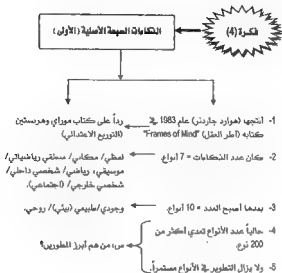 فكرة (4)
الذكاءات السبعة الأصلية (الأولى)
1- أنتجها (هوارد جاردنر) عام 1983 في كتابه (أطر العقل) "Frames of Mind"
رداً على كتاب موراي وهرنستين (التوزيع الاعتدالي)
2- كان عدد الذكاءات = 7 أنواع.
لفظي/ مكاني/ منطقي رياضياتي/ موسيقي، رياضي/ شخصي داخلي/ شخصي خارجي/ (اجتماعي).
3- بعدها أصبح العدد = 10 أنواع.
وجودي/طبيعي (بيئي)/ روحي.
4- حالياً عدد الأنواع تعدي أكثر من 200 نوع.
5- ولا يزال التطوير في الأنواع مستمراً.
س: من هم أبرز المطورين؟